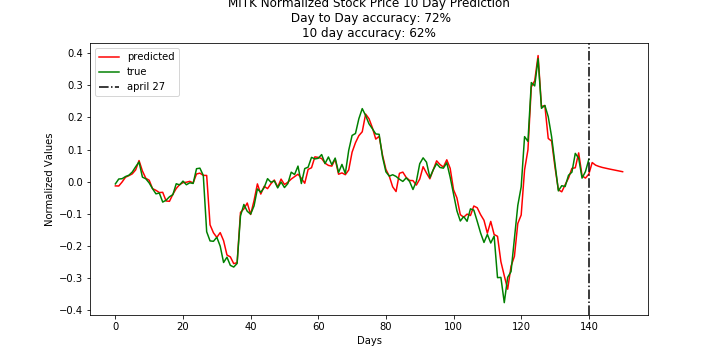 MITK Normalized Stock Price 10 Day Prediction
Day to Day accuracy: 72%
10 day accuracy: 62%
predicted
true
april 27
0.4
0.3
0.2
0.1
0.0
−0.1
−0.2
−0.3
−0.4
Normalized Values
0 20 40 60 80 100 120 140
Days